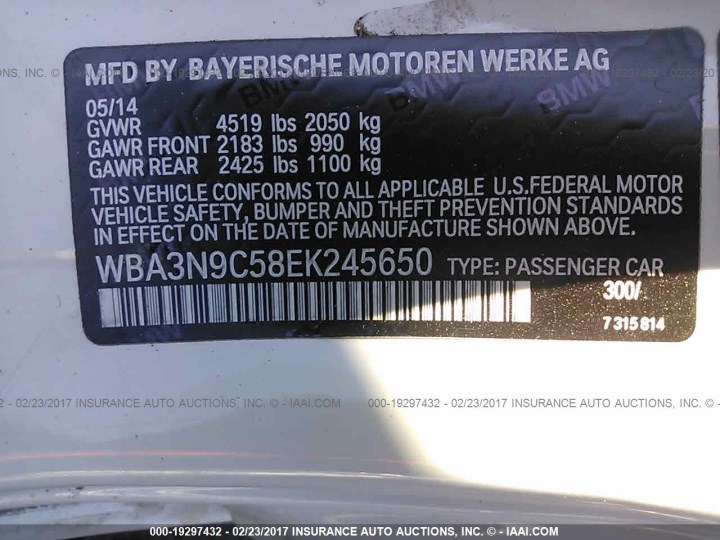 MFD BY BAYERISCHE MOTOREN WERKE AG
05/14
GVWR 4519 lbs 2050 kg
GAWR FRONT 2183 lbs 990 kg
GAWR REAR 2425 lbs 1100 kg
THIS VEHICLE CONFORMS TO ALL APPLICABLE U.S.FEDERAL MOTOR
VEHICLE SAFETY, BUMPER AND THEFT PREVENTION STANDARDS
IN EFFECT ON THE DATE OF MANUFACTURE SHOWN ABOVE.
WBA3N9C58EK245650 TYPE: PASSENGER CAR
300/
7 315 814
000-19297432 - 02/23/2017 INSURANCE AUTO AUCTIONS, INC. © - IAAI.COM
000-19297432 - 02/23/2017 INSURANCE AUTO AUCTIONS, INC. © - IAAI.COM